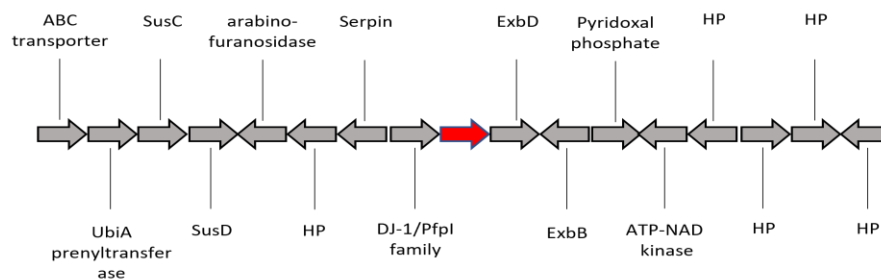 ABC
transporter
SusC
arabino-
furanosidase
Serpin
ExbD
Pyridoxal
phosphate
HP
HP
UbiA
prenyltransfer
ase
SusD
HP
DJ-1/PfpI
family
ExbB
ATP-NAD
kinase
HP
HP